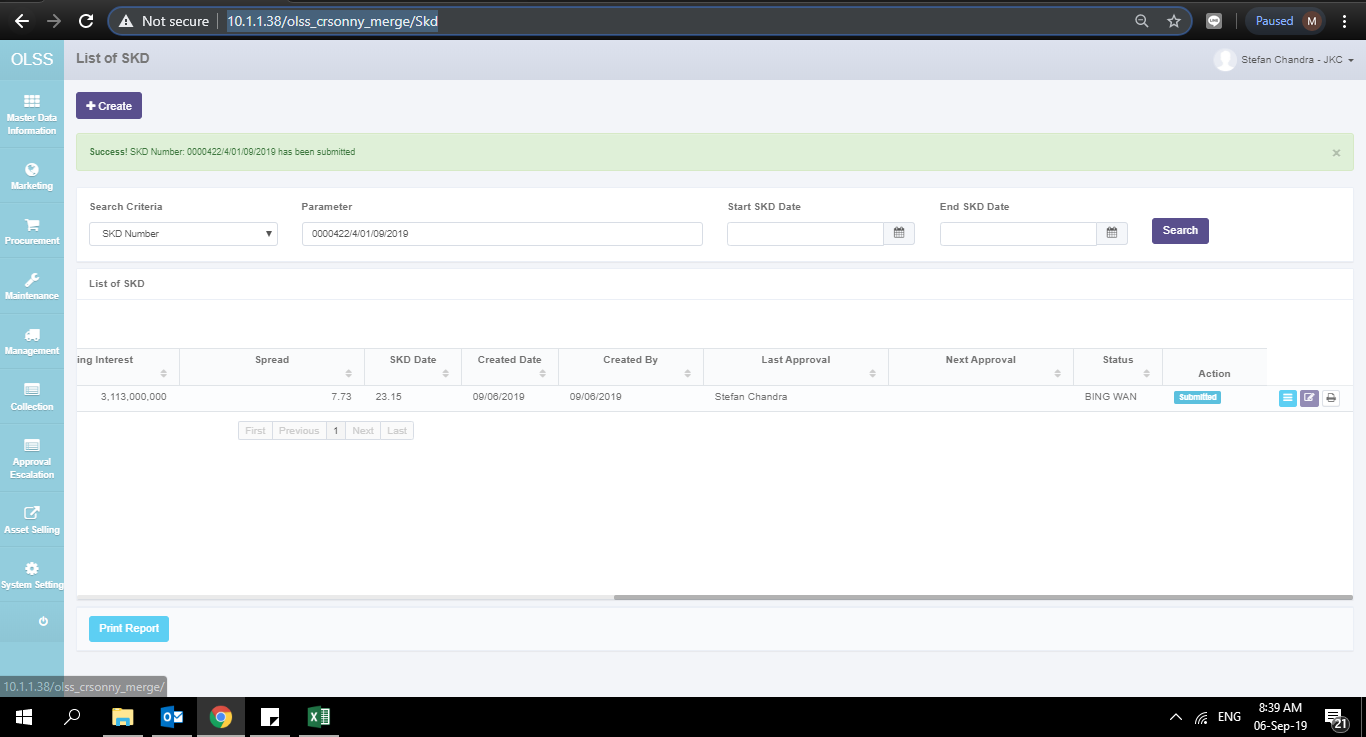 Not secure
10.1.1.38/olss_crsonny_merge/Skd
Paused
M
OLSS
List of SKD
Stefan Chandra - JKC
Master Data
Information
Marketing
Procurement
Maintenance
Management
Collection
Approval
Escalation
Asset Selling
System Setting
Create
Success! SKD Number: 0000422/4/01/09/2019 has been submitted
×
Search Criteria
Parameter
Start SKD Date
End SKD Date
SKD Number
0000422/4/01/09/2019
Search
List of SKD
ing Interest
Spread
SKD Date
Created Date
Created By
Last Approval
Next Approval
Status
Action
3,113,000,000
7.73
23.15
09/06/2019
09/06/2019
Stefan Chandra
BING WAN
Submitted
First
Previous
1
Next
Last
Print Report
10.1.1.38/olss_crsonny_merge/
ENG
8:39 AM
06-Sep-19
21